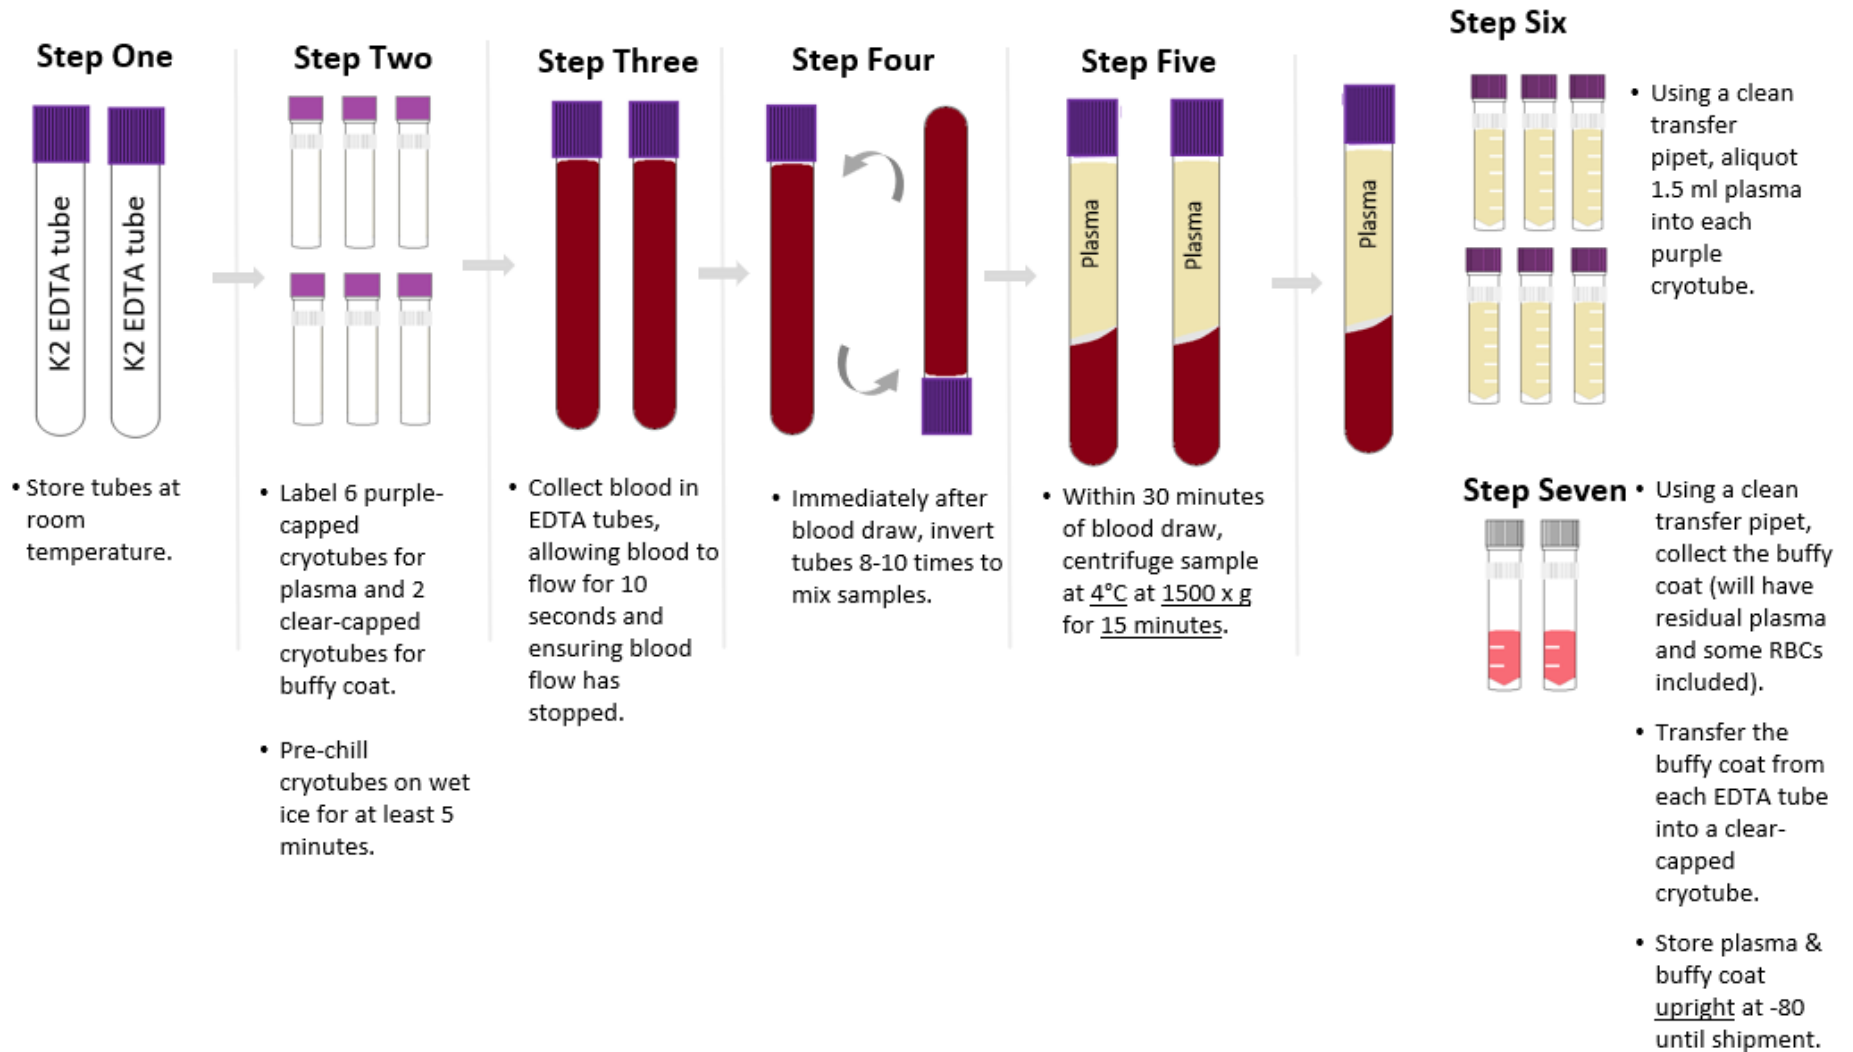 Step One
K2 EDTA tube
K2 EDTA tube
• Store tubes at
room
temperature.
Step Two
• Label 6 purple-
capped
cryotubes for
plasma and 2
clear-capped
cryotubes for
buffy coat.
• Pre-chill
cryotubes on wet
ice for at least 5
minutes.
Step Three
• Collect blood in
EDTA tubes,
allowing blood to
flow for 10
seconds and
ensuring blood
flow has
stopped.
Step Four
• Immediately after
blood draw, invert
tubes 8-10 times to
mix samples.
Step Five
Plasma
Plasma
• Within 30 minutes
of blood draw,
centrifuge sample
at 4°C at 1500 x g
for 15 minutes.
Plasma
Step Six
• Using a clean
transfer
pipet, aliquot
1.5 ml plasma
into each
purple
cryotube.
Step Seven
• Using a clean
transfer pipet,
collect the buffy
coat (will have
residual plasma
and some RBCs
included).
• Transfer the
buffy coat from
each EDTA tube
into a clear-
capped
cryotube.
• Store plasma &
buffy coat
upright at -80
until shipment.